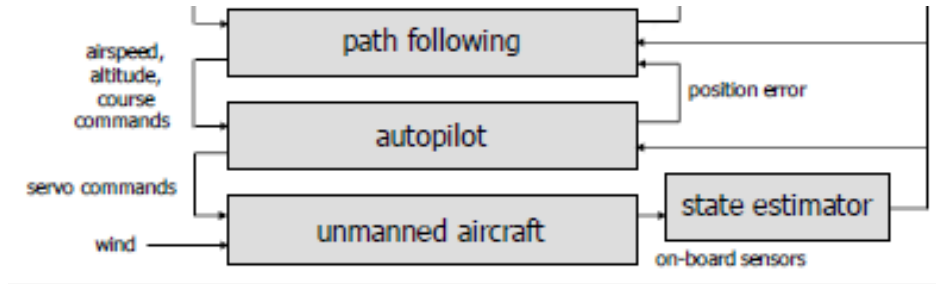 path following
airspeed,
altitude,
course
commands
position error
autopilot
servo commands
state estimator
unmanned aircraft
wind
on-board sensors